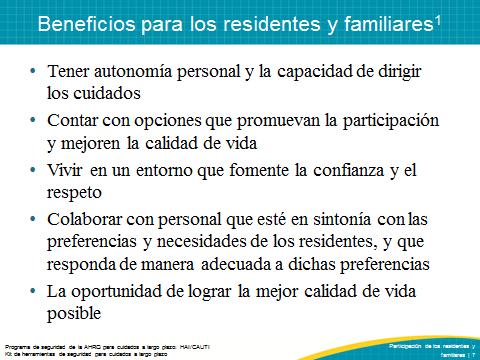 Beneficios para los residentes y familiares¹
• Tener autonomía personal y la capacidad de dirigir
los cuidados
• Contar con opciones que promuevan la participación
y mejoren la calidad de vida
• Vivir en un entorno que fomente la confianza y el
respeto
• Colaborar con personal que esté en sintonía con las
preferencias y necesidades de los residentes, y que
responda de manera adecuada a dichas preferencias
• La oportunidad de lograr la mejor calidad de vida
posible
Programa de seguridad de la AHRQ para cuidados a largo plazo: HAI/CAUTI
Kit de herramientas de seguridad para cuidados a largo plazo
Participación de los residentes y
familiares | 7